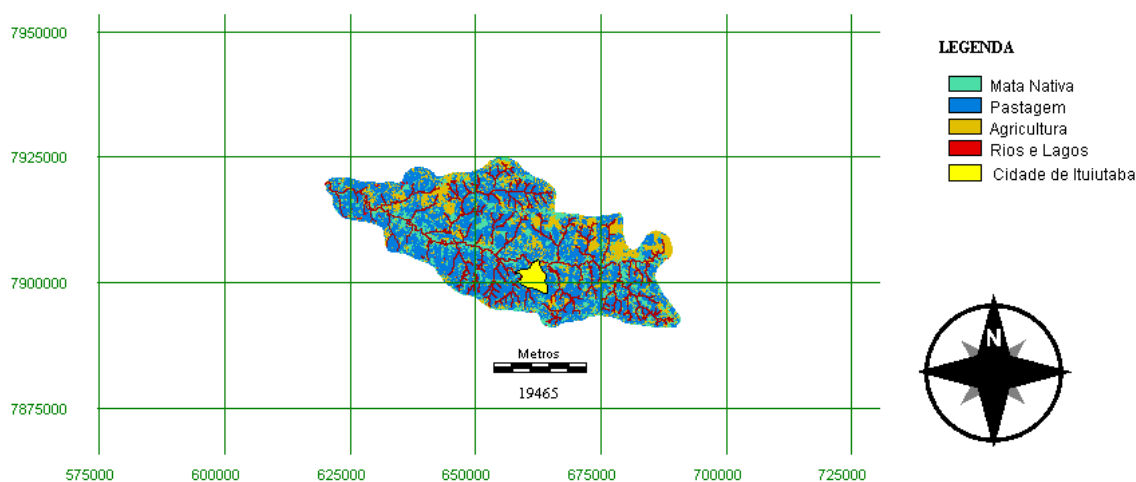 7950000
7925000
7900000
7875000
575000 600000 625000 650000 675000 700000 725000
Metros
19465
LEGENDA
Mata Nativa
Pastagem
Agricultura
Rios e Lagos
Cidade de Ituiutaba
N